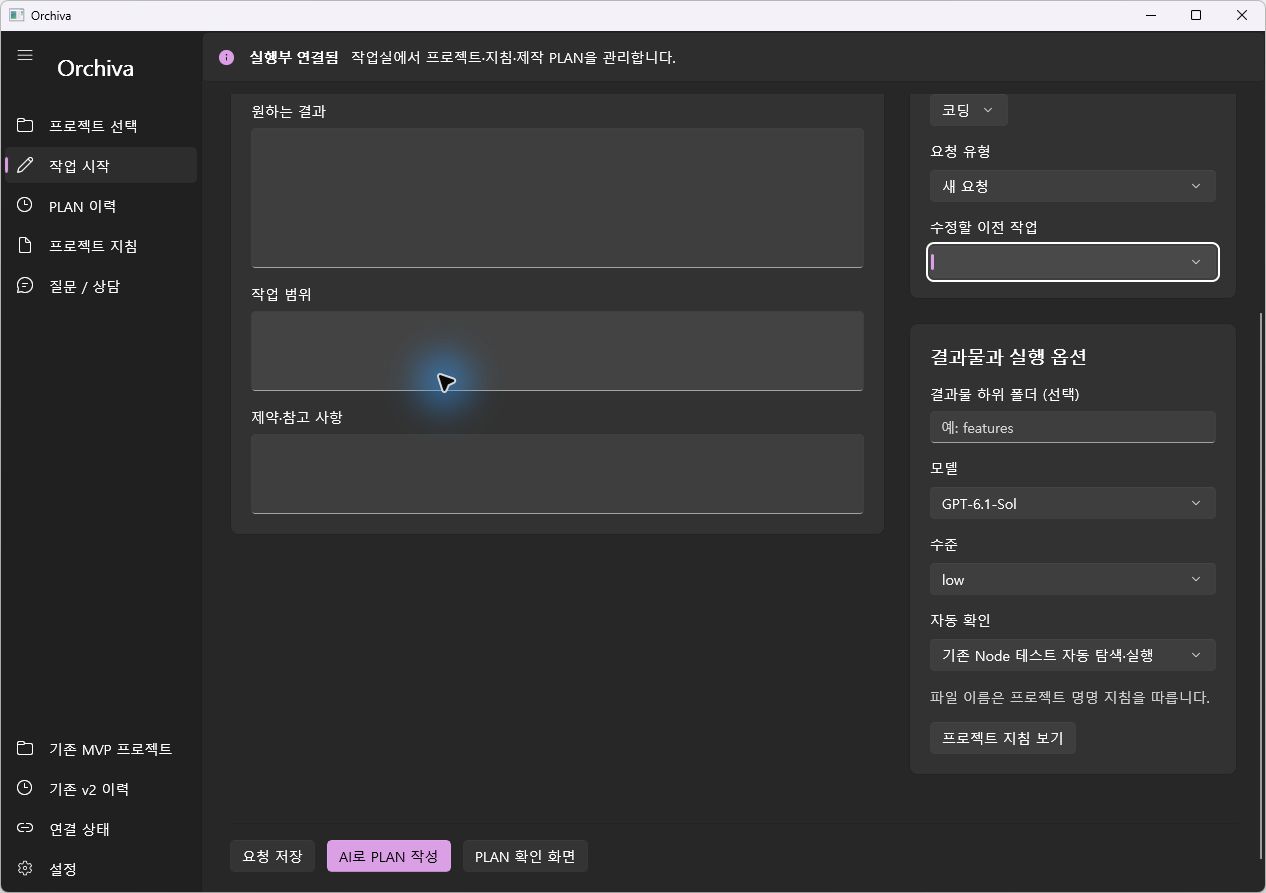 Orchiva
Orchiva
프로젝트 선택
작업 시작
PLAN 이력
프로젝트 지침
질문 / 상담
기존 MVP 프로젝트
기존 v2 이력
연결 상태
설정
실행부 연결됨 작업실에서 프로젝트·지침·제작 PLAN을 관리합니다.
원하는 결과
작업 범위
제약·참고 사항
코딩
요청 유형
새 요청
수정할 이전 작업
결과물과 실행 옵션
결과물 하위 폴더 (선택)
예: features
모델
GPT-6.1-Sol
수준
low
자동 확인
기존 Node 테스트 자동 탐색·실행
파일 이름은 프로젝트 명명 지침을 따릅니다.
프로젝트 지침 보기
요청 저장
AI로 PLAN 작성
PLAN 확인 화면